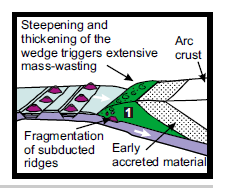 Steepening and
thickening of the
wedge triggers extensive
mass-wasting
Arc
crust
1
Fragmentation
of subducted
ridges
Early
accreted material